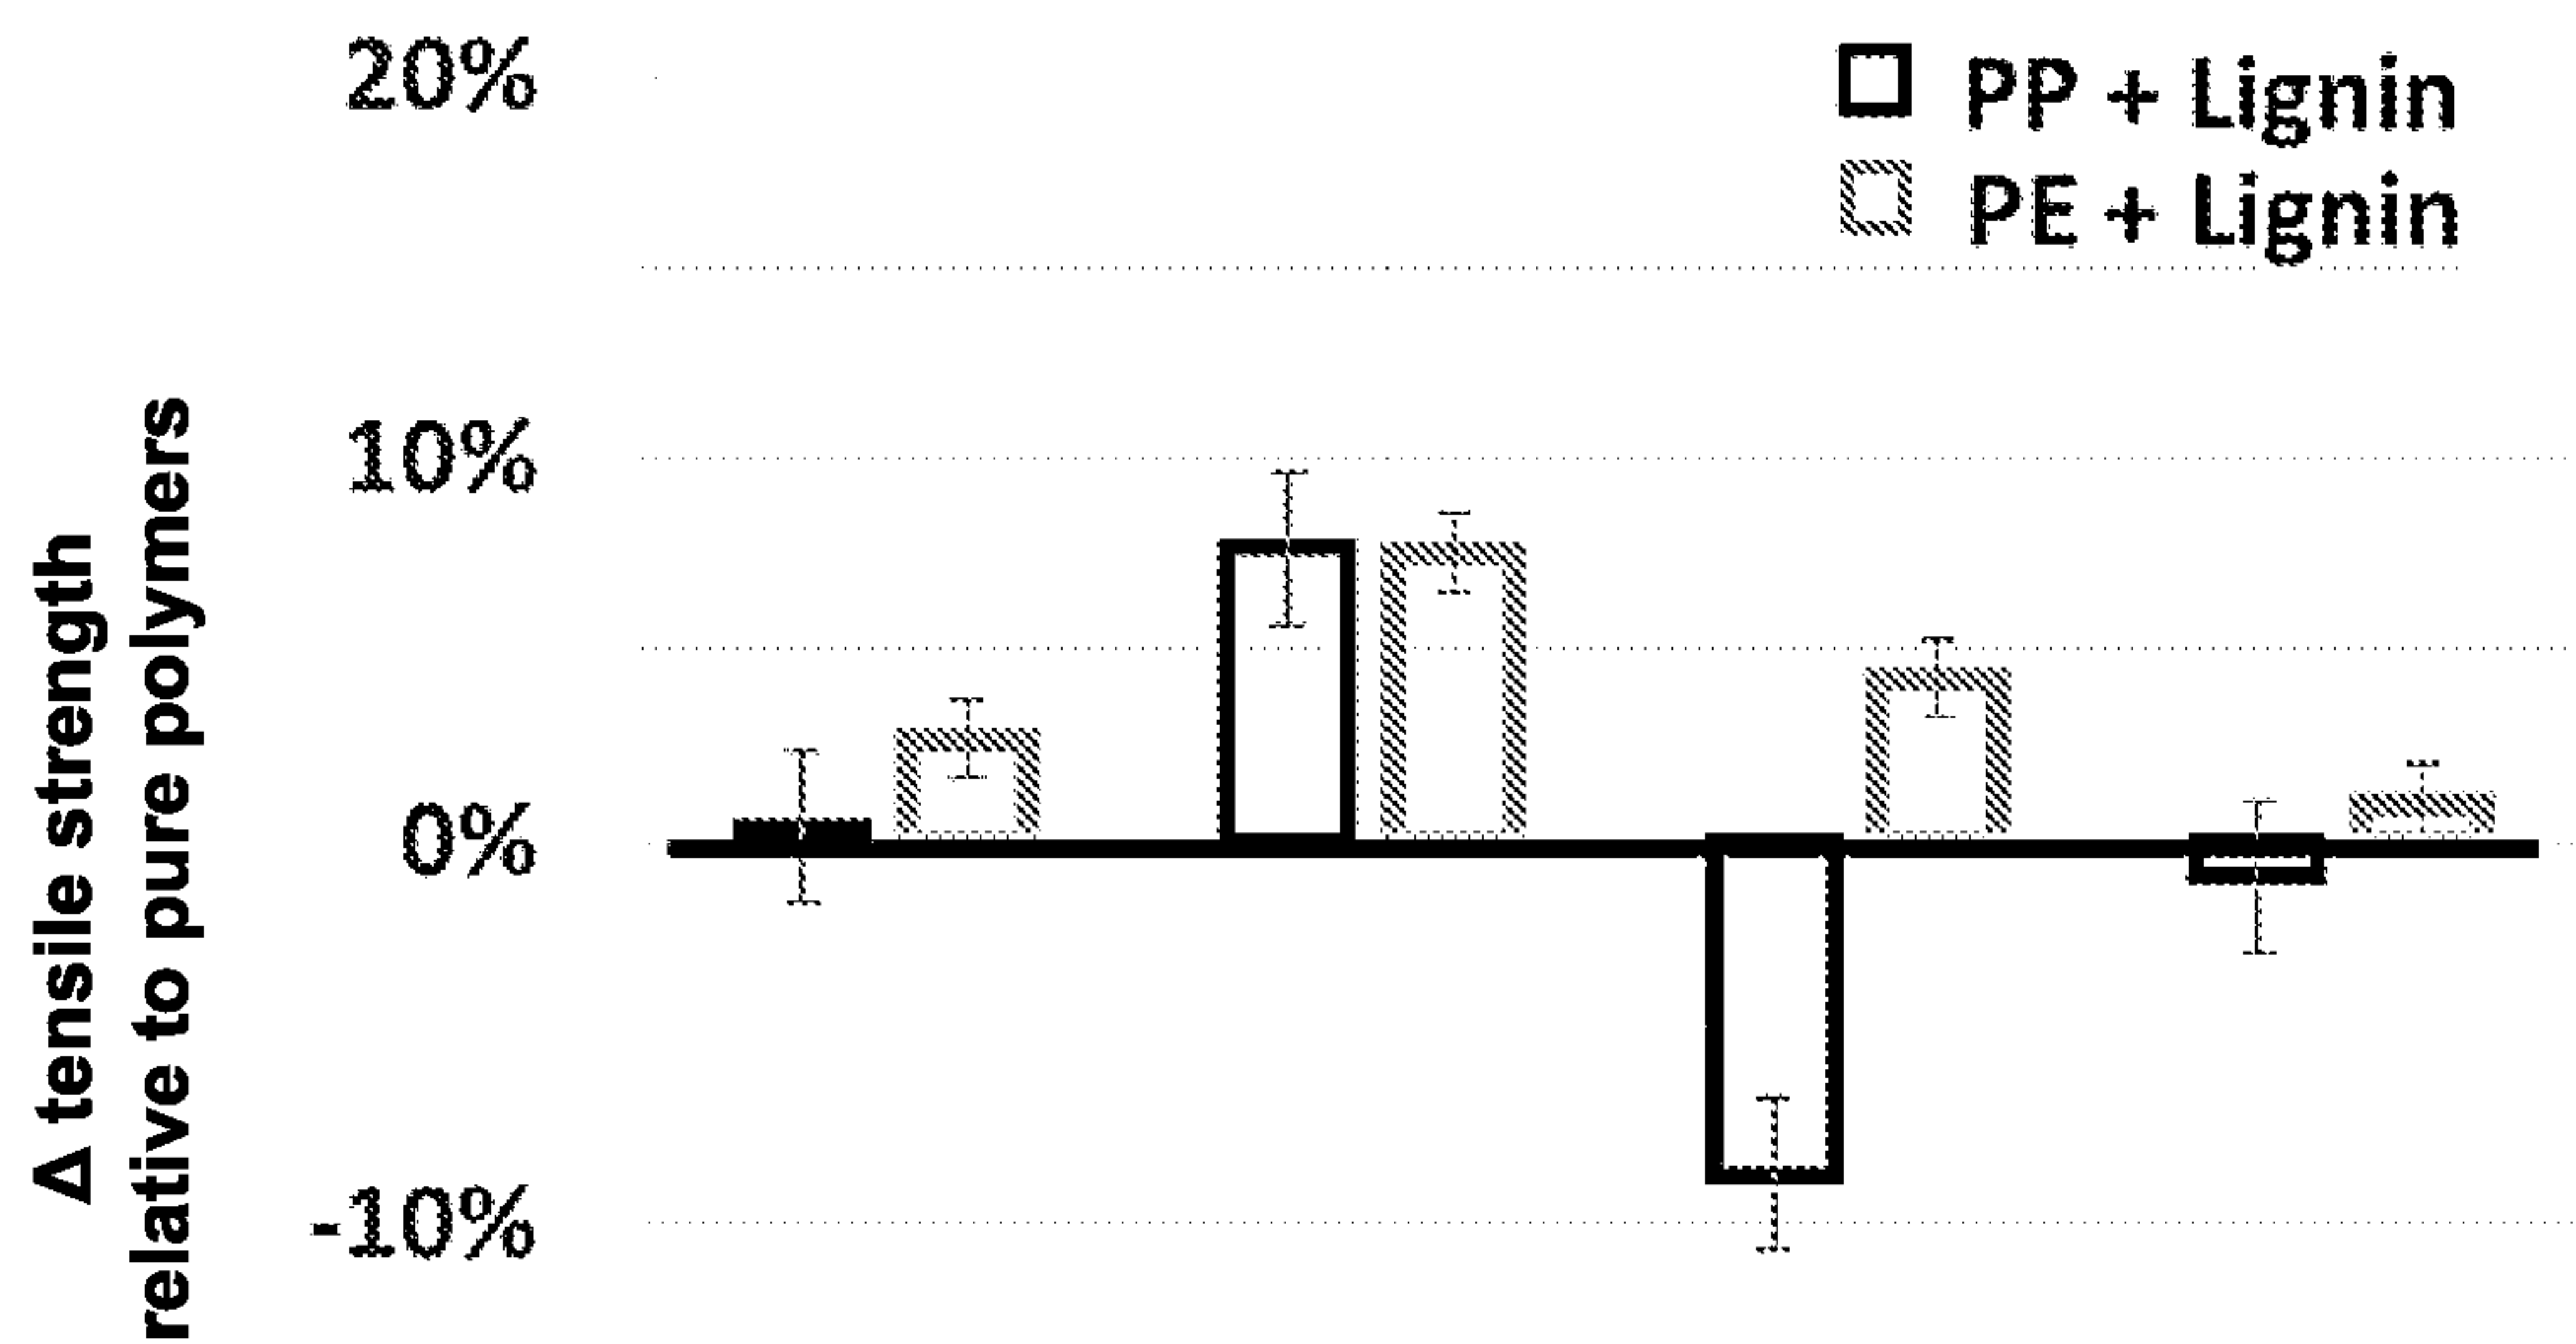 20%
PP + Lignin
PE + Lignin
10%
0%
-10%
Δ tensile strength
relative to pure polymers